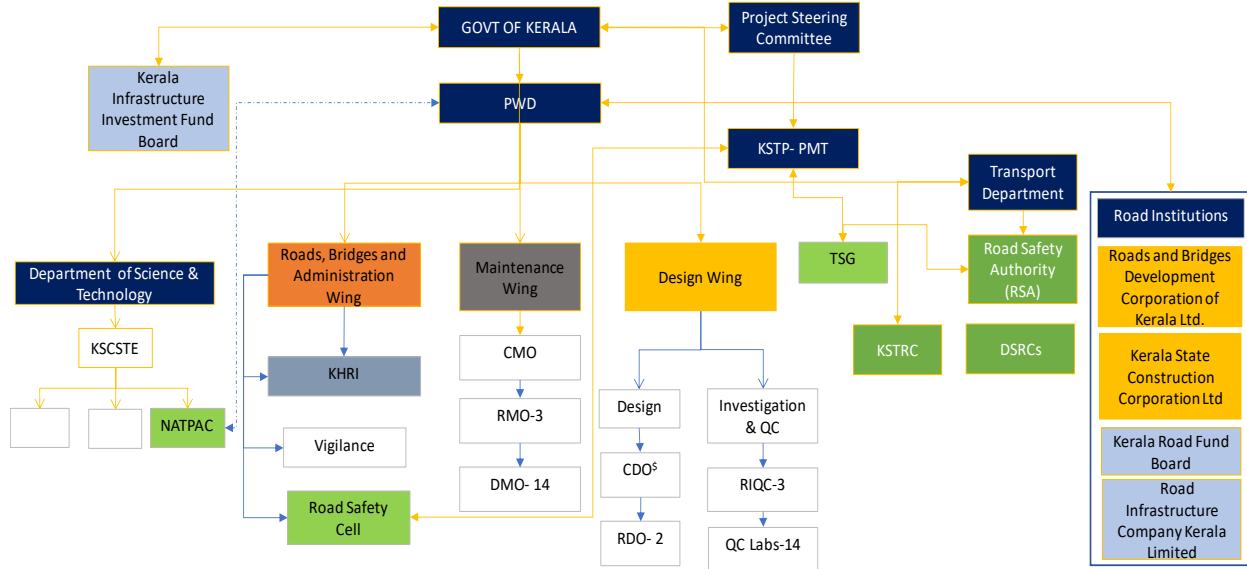 GOVT OF KERALA
Project Steering
Committee
Kerala
Infrastructure
Investment Fund
Board
PWD
KSTP- PMT
Transport
Department
Road Institutions
Department of Science &
Technology
Roads, Bridges and
Administration
Wing
Maintenance
Wing
Design Wing
TSG
Road Safety
Authority
(RSA)
Roads and Bridges
Development
Corporation of
Kerala Ltd.
KSCSTE
KHRI
CMO
KSTRC
DSRCs
Kerala State
Construction
Corporation Ltd
NATPAC
Vigilance
RMO-3
Design
Investigation
& QC
Kerala Road Fund
Board
Road Safety
Cell
DMO- 14
CDO$
RIQC-3
RDO- 2
QC Labs-14
Road
Infrastructure
Company Kerala
Limited